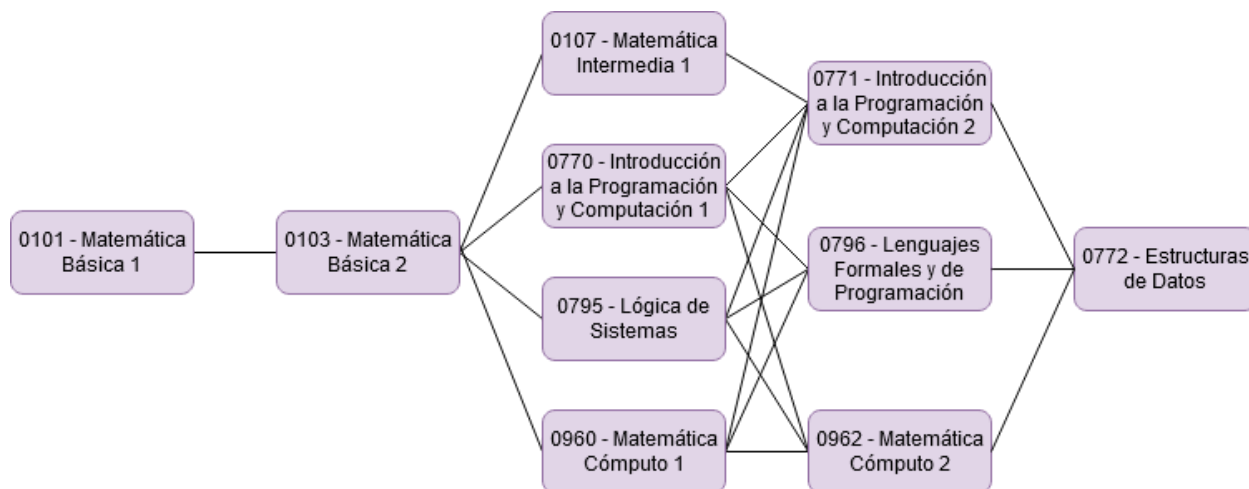 0101 - Matemática
Básica 1
0103 - Matemática
Básica 2
0107 - Matemática
Intermedia 1
0770 - Introducción
a la Programación
y Computación 1
0795 - Lógica de
Sistemas
0960 - Matemática
Cómputo 1
0771 - Introducción
a la Programación
y Computación 2
0796 - Lenguajes
Formales y de
Programación
0962 - Matemática
Cómputo 2
0772 - Estructuras
de Datos